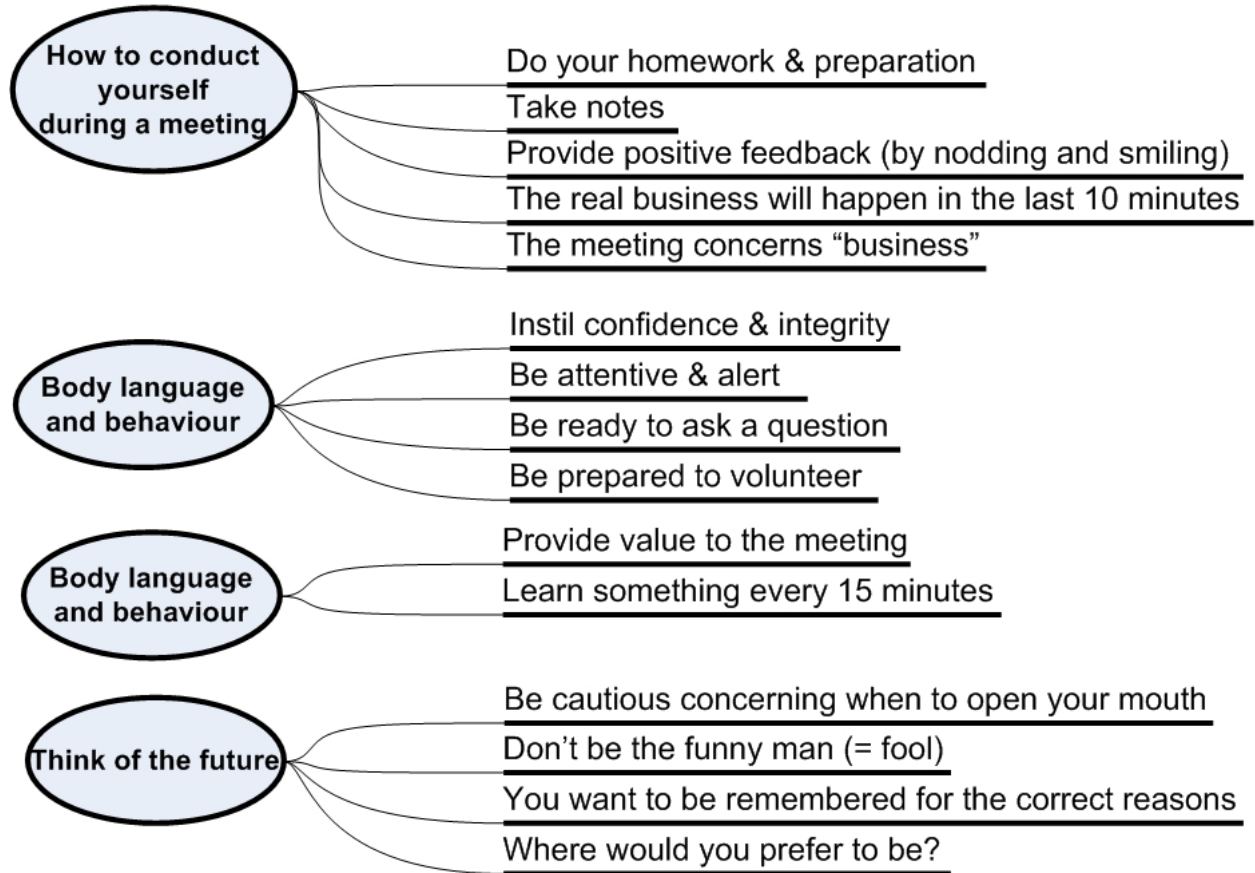 How to conduct
yourself
during a meeting
Do your homework & preparation
Take notes
Provide positive feedback (by nodding and smiling)
The real business will happen in the last 10 minutes
The meeting concerns “business”
Body language
and behaviour
Instil confidence & integrity
Be attentive & alert
Be ready to ask a question
Be prepared to volunteer
Body language
and behaviour
Provide value to the meeting
Learn something every 15 minutes
Think of the future
Be cautious concerning when to open your mouth
Don’t be the funny man (= fool)
You want to be remembered for the correct reasons
Where would you prefer to be?